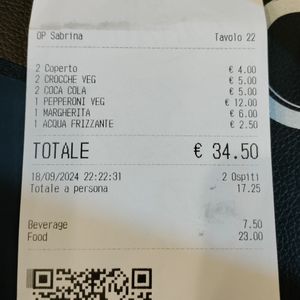 OP Sabrina Tavolo 22
2 Coperto € 4.00
2 CROCCHE VEG € 5.00
2 COCA COLA € 5.00
1 PEPPERONI VEG € 12.00
1 MARGHERITA € 6.00
1 ACQUA FRIZZANTE € 2.50
TOTALE € 34.50
18/09/2024 22:22:31 2 Ospiti
Totale a persona 17.25
Beverage 7.50
Food 23.00